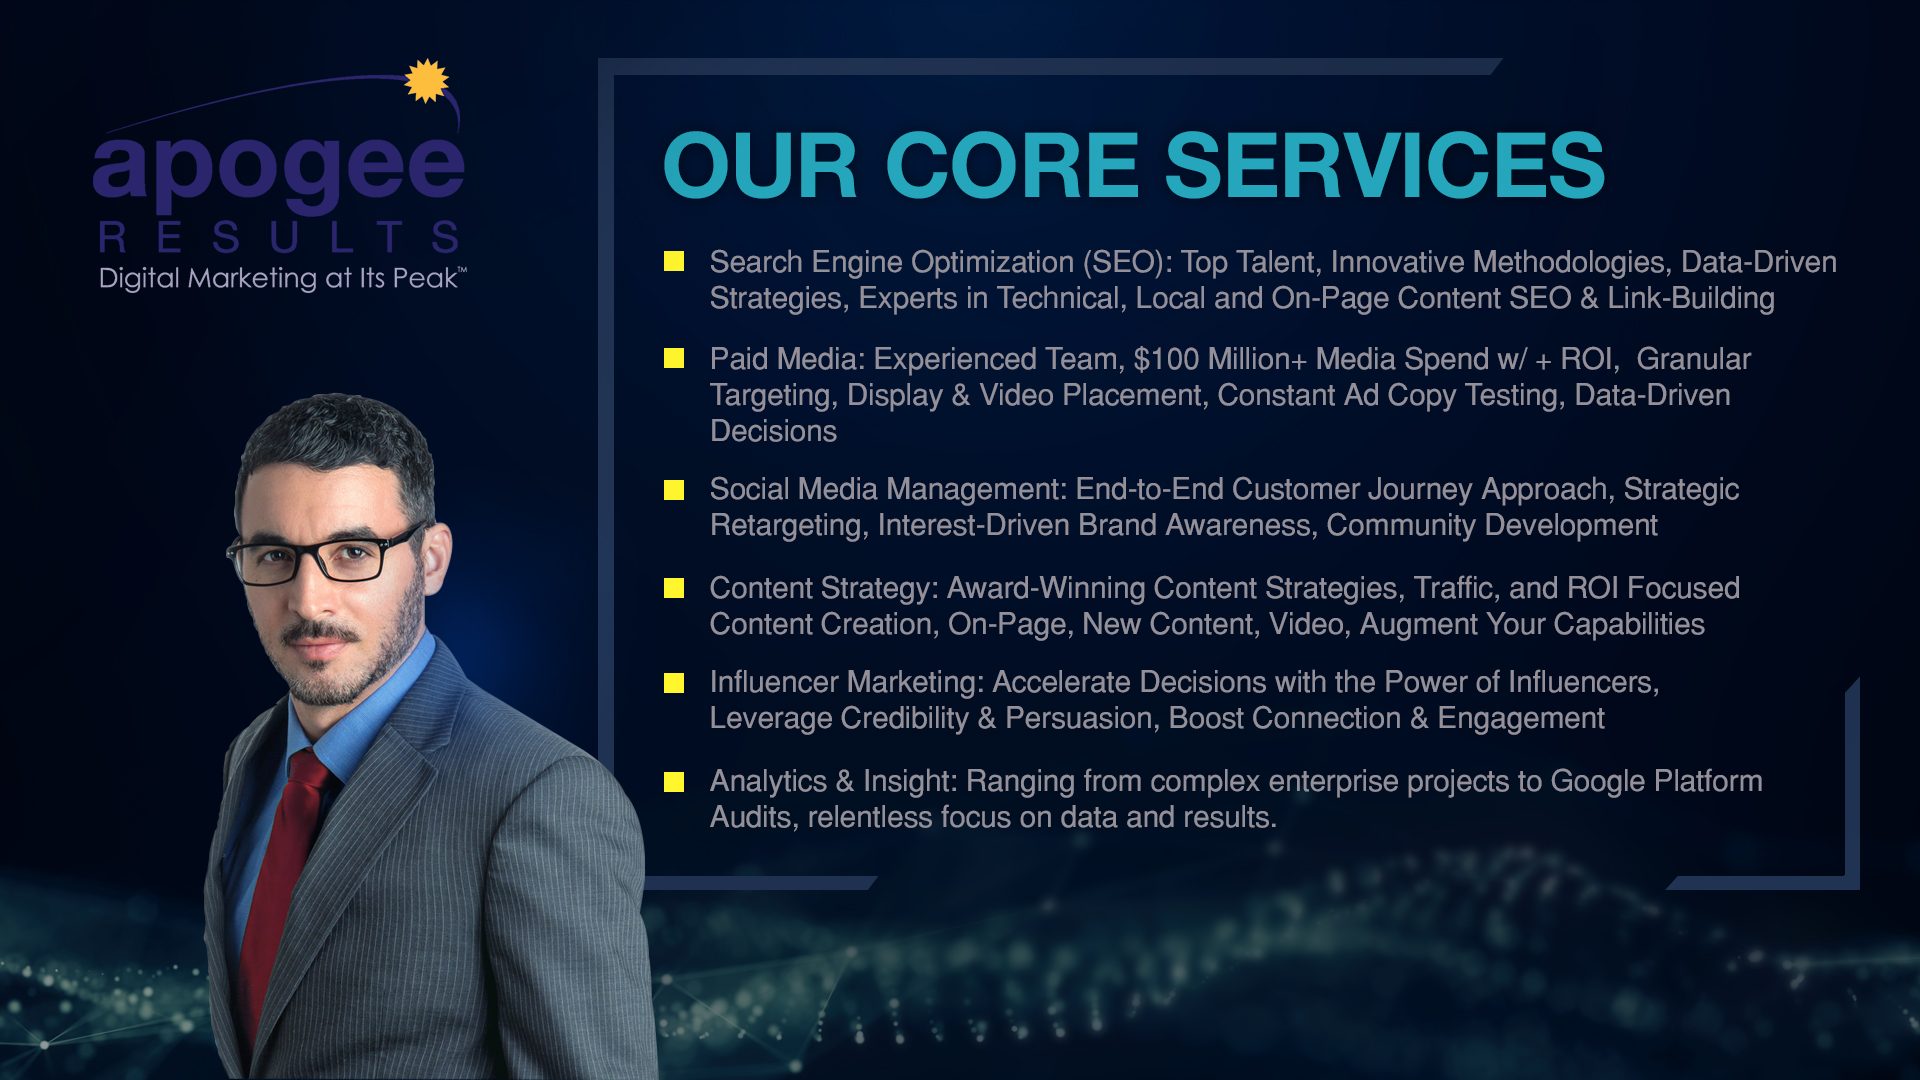 apogee
RESULTS
Digital Marketing at Its Peak™
OUR CORE SERVICES
Search Engine Optimization (SEO): Top Talent, Innovative Methodologies, Data-Driven
Strategies, Experts in Technical, Local and On-Page Content SEO & Link-Building
Paid Media: Experienced Team, $100 Million+ Media Spend w/ + ROI,  Granular
Targeting, Display & Video Placement, Constant Ad Copy Testing, Data-Driven
Decisions
Social Media Management: End-to-End Customer Journey Approach, Strategic
Retargeting, Interest-Driven Brand Awareness, Community Development
Content Strategy: Award-Winning Content Strategies, Traffic, and ROI Focused
Content Creation, On-Page, New Content, Video, Augment Your Capabilities
Influencer Marketing: Accelerate Decisions with the Power of Influencers,
Leverage Credibility & Persuasion, Boost Connection & Engagement
Analytics & Insight: Ranging from complex enterprise projects to Google Platform
Audits, relentless focus on data and results.